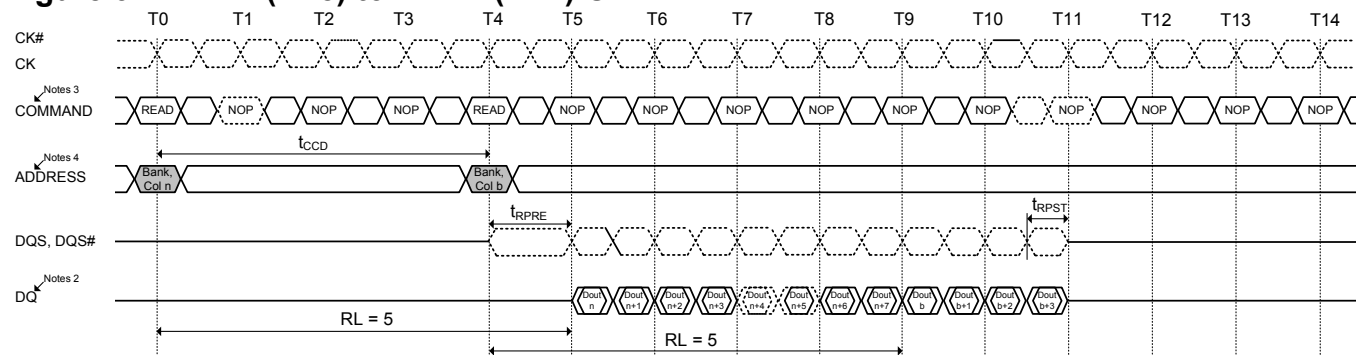 T0 T1 T2 T3 T4 T5 T6 T7 T8 T9 T10 T11 T12 T13 T14
CK#
CK
Notes 3
COMMAND READ NOP NOP NOP READ NOP NOP NOP NOP NOP NOP NOP NOP NOP NOP
tCCD
Notes 4
ADDRESS Bank, Col n Bank, Col b
tRPRE tRPST
DQS, DQS#
Notes 2
DQ Dout n Dout n+1 Dout n+2 Dout n+3 Dout n+4 Dout n+5 Dout n+6 Dout n+7 Dout b Dout b+1 Dout b+2 Dout b+3
RL = 5
RL = 5